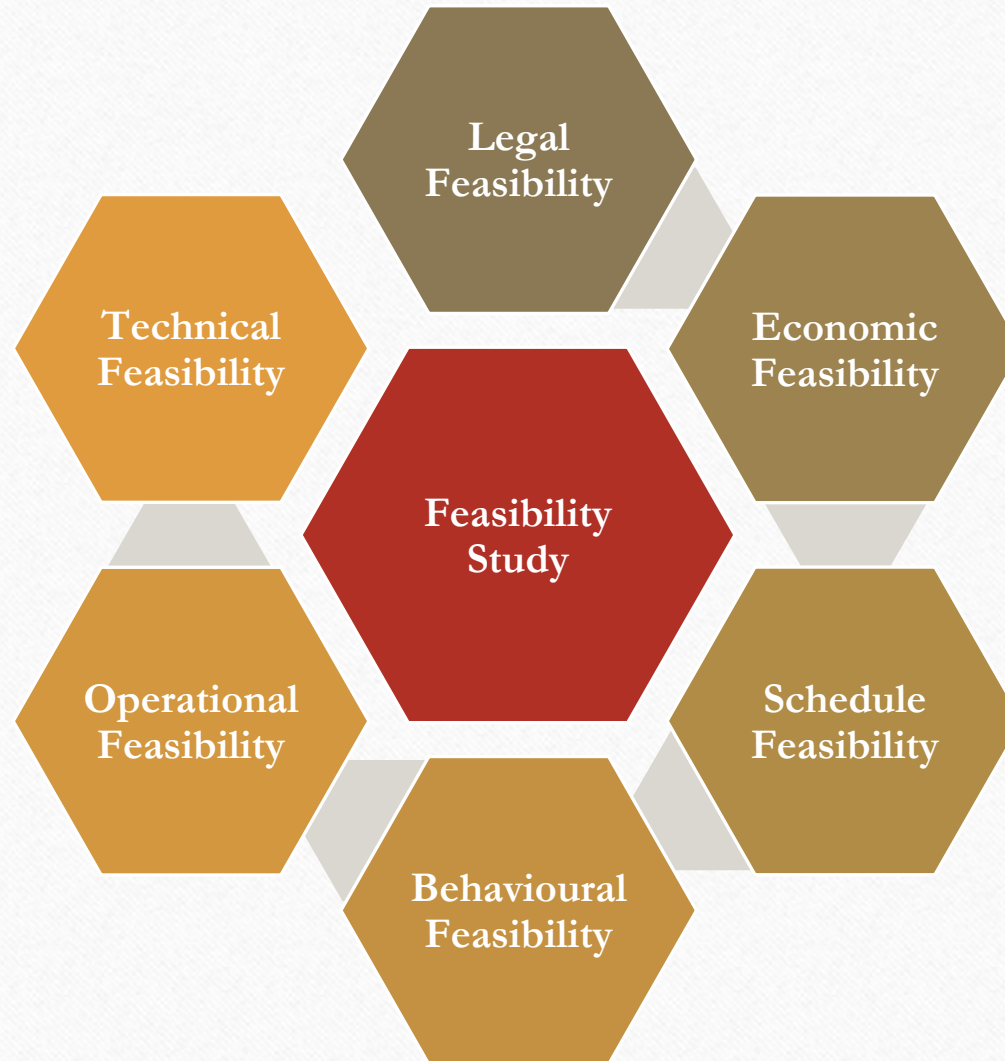 Legal
Feasibility
Technical
Feasibility
Economic
Feasibility
Feasibility
Study
Operational
Feasibility
Schedule
Feasibility
Behavioural
Feasibility